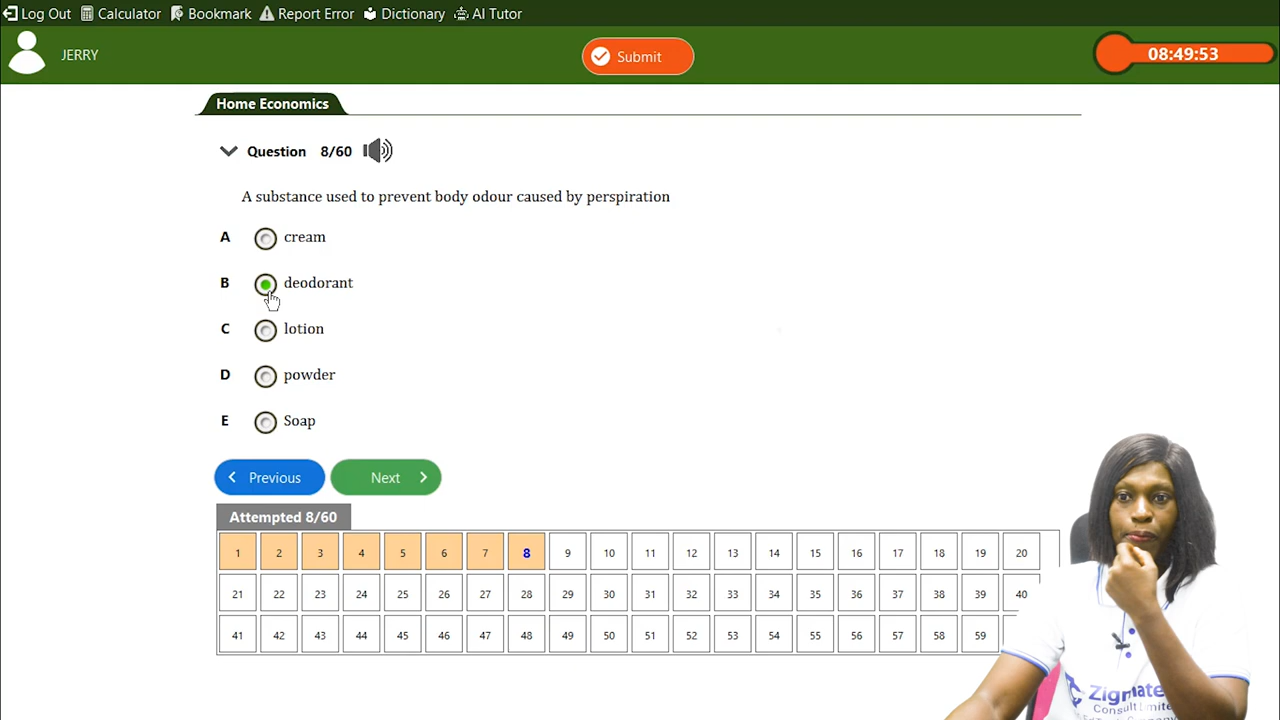 Log Out Calculator Bookmark Report Error Dictionary AI Tutor
JERRY
Submit
08:49:53
Home Economics
Question 8/60
A substance used to prevent body odour caused by perspiration
A cream
B deodorant
C lotion
D powder
E Soap
Previous Next
Attempted 8/60
1 2 3 4 5 6 7 8 9 10 11 12 13 14 15 16 17 18 19 20
21 22 23 24 25 26 27 28 29 30 31 32 33 34 35 36 37 38 39 40
41 42 43 44 45 46 47 48 49 50 51 52 53 54 55 56 57 58 59
Zigmate
Consult Limite